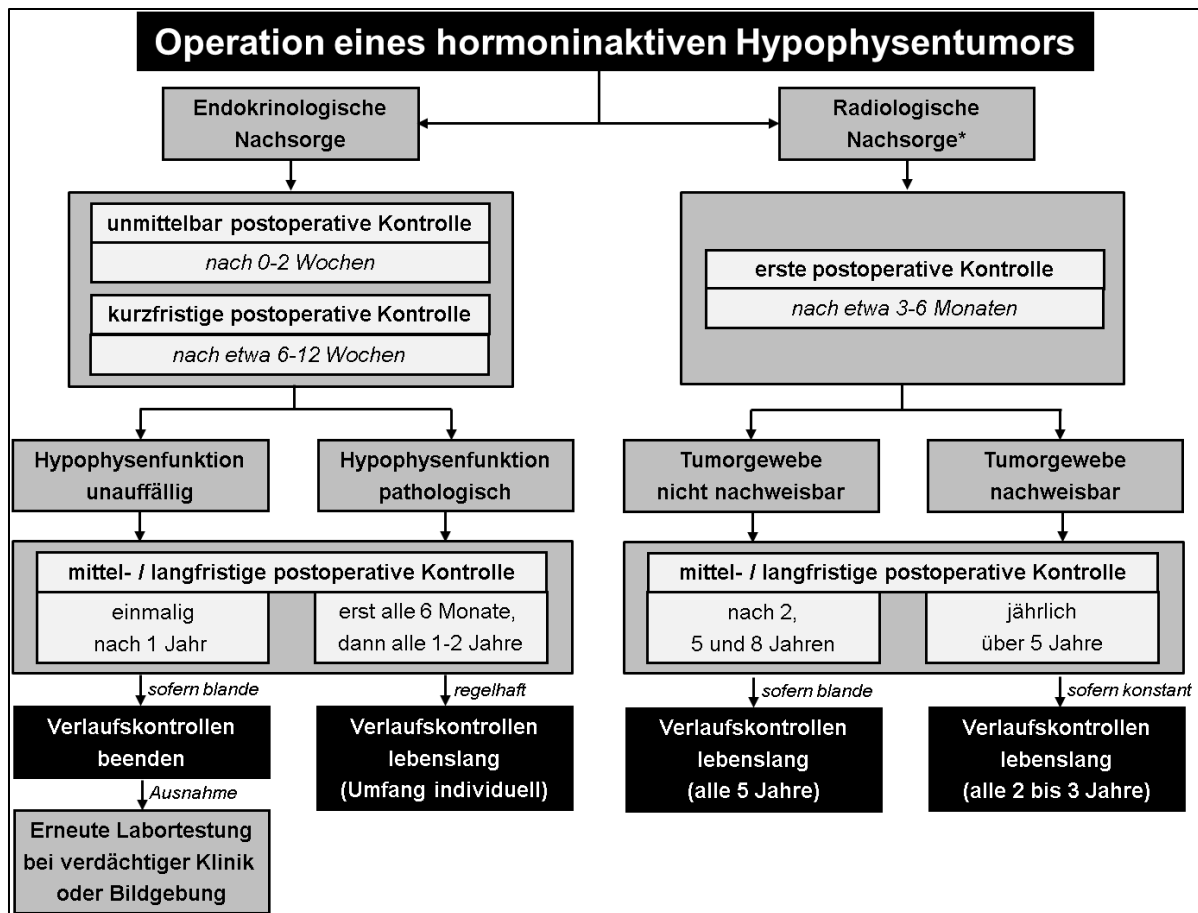 Operation eines hormoninaktiven Hypophysentumors
Endokrinologische
Nachsorge
Radiologische
Nachsorge*
unmittelbar postoperative Kontrolle
nach 0-2 Wochen
kurzfristige postoperative Kontrolle
nach etwa 6-12 Wochen
erste postoperative Kontrolle
nach etwa 3-6 Monaten
Hypophysenfunktion
unauffällig
Hypophysenfunktion
pathologisch
Tumorgewebe
nicht nachweisbar
Tumorgewebe
nachweisbar
mittel- / langfristige postoperative Kontrolle
einmalig
nach 1 Jahr
erst alle 6 Monate,
dann alle 1-2 Jahre
mittel- / langfristige postoperative Kontrolle
nach 2,
5 und 8 Jahren
jährlich
über 5 Jahre
sofern blande
regelhaft
sofern blande
sofern konstant
Verlaufskontrollen
beenden
Verlaufskontrollen
lebenslang
(Umfang individuell)
Verlaufskontrollen
lebenslang
(alle 5 Jahre)
Verlaufskontrollen
lebenslang
(alle 2 bis 3 Jahre)
Ausnahme
Erneute Labortestung
bei verdächtiger Klinik
oder Bildgebung